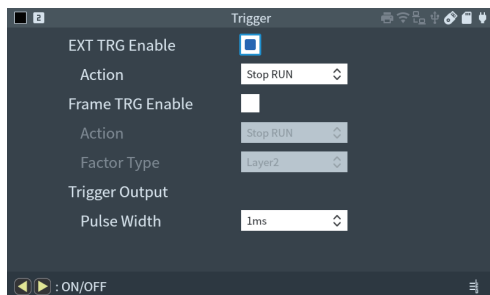 2 Trigger
EXT TRG Enable
Action Stop RUN
Frame TRG Enable
Action Stop RUN
Factor Type Layer2
Trigger Output
Pulse Width 1ms
: ON/OFF